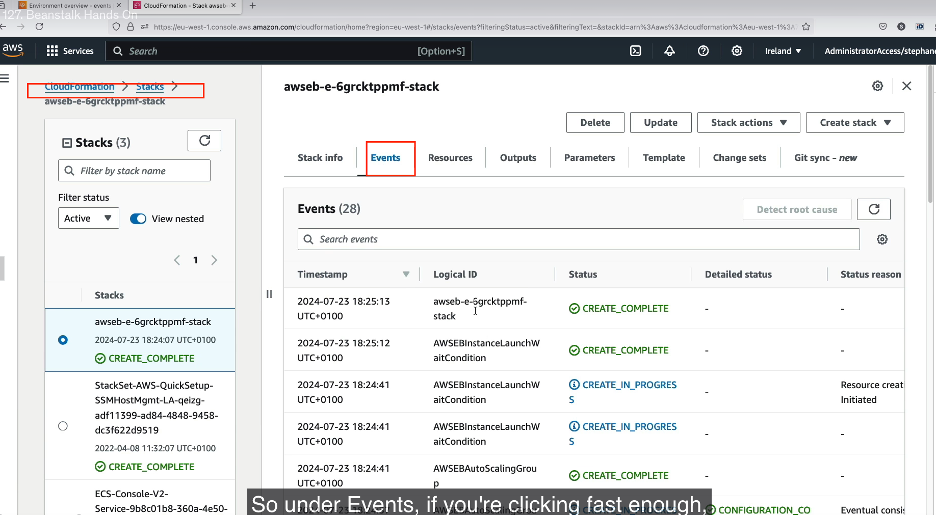 Environment overview - events
CloudFormation - Stack awseb
127. Beanstalk Hands On
https://eu-west-1.console.aws.amazon.com/cloudformation/home?region=eu-west-1#/stacks/events?filteringStatus=active&filteringText=&stackId=arn%3Aaws%3Acloudformation%3Aeu-west-1%3
aws
Services
Search
[Option+S]
Ireland
AdministratorAccess/stephane
CloudFormation
Stacks
awseb-e-6grcktppmf-stack
Stacks (3)
Filter by stack name
Filter status
Active
View nested
1
Stacks
awseb-e-6grcktppmf-stack
2024-07-23 18:24:07 UTC+0100
CREATE_COMPLETE
StackSet-AWS-QuickSetup-
SSMHostMgmt-LA-qeizg-
adf11399-ad84-4848-9458-
dc3f622d9519
2022-04-08 11:32:07 UTC+0100
CREATE_COMPLETE
ECS-Console-V2-
Service-9b8c01b8-360a-4e50-
awseb-e-6grcktppmf-stack
Delete
Update
Stack actions
Create stack
Stack info
Events
Resources
Outputs
Parameters
Template
Change sets
Git sync - new
Events (28)
Detect root cause
Search events
Timestamp
Logical ID
Status
Detailed status
Status reason
2024-07-23 18:25:13
UTC+0100
awseb-e-6grcktppmf-
stack
CREATE_COMPLETE
-
-
2024-07-23 18:25:12
UTC+0100
AWSEBInstanceLaunchW
aitCondition
CREATE_COMPLETE
-
-
2024-07-23 18:24:41
UTC+0100
AWSEBInstanceLaunchW
aitCondition
CREATE_IN_PROGRES
S
-
Resource creat
Initiated
2024-07-23 18:24:41
UTC+0100
AWSEBInstanceLaunchW
aitCondition
CREATE_IN_PROGRES
S
-
-
2024-07-23 18:24:41
UTC+0100
AWSEBAutoScalingGrou
p
CREATE_COMPLETE
-
-
CONFIGURATION_CO
Eventual consis
So under Events, if you're clicking fast enough,